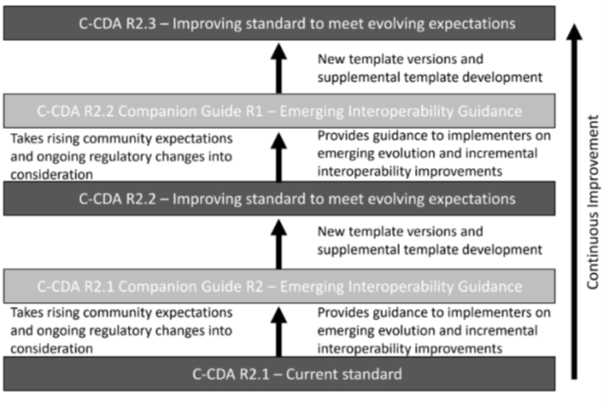 C-CDA R2.3 – Improving standard to meet evolving expectations
New template versions and
supplemental template development
C-CDA R2.2 Companion Guide R1 – Emerging Interoperability Guidance
Takes rising community expectations
and ongoing regulatory changes into
consideration
Provides guidance to implementers on
emerging evolution and incremental
interoperability improvements
C-CDA R2.2 – Improving standard to meet evolving expectations
New template versions and
supplemental template development
C-CDA R2.1 Companion Guide R2 – Emerging Interoperability Guidance
Takes rising community expectations
and ongoing regulatory changes into
consideration
Provides guidance to implementers on
emerging evolution and incremental
interoperability improvements
C-CDA R2.1 – Current standard
Continuous Improvement